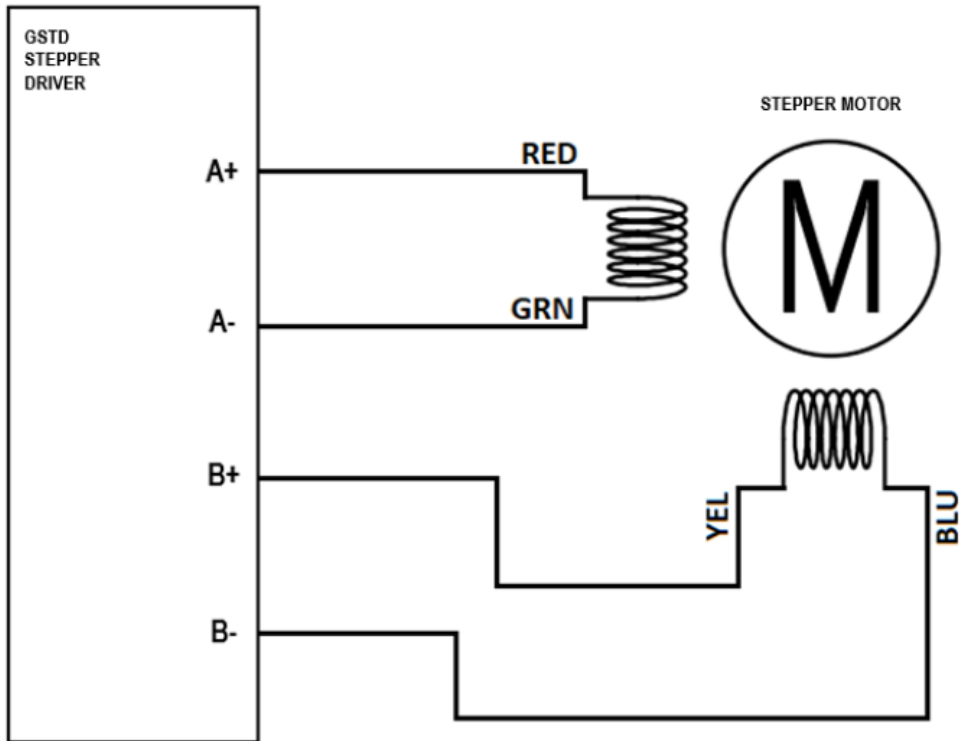 GSTD
STEPPER
DRIVER
STEPPER MOTOR
A+
RED
M
A-
GRN
B+
YEL
BLU
B-